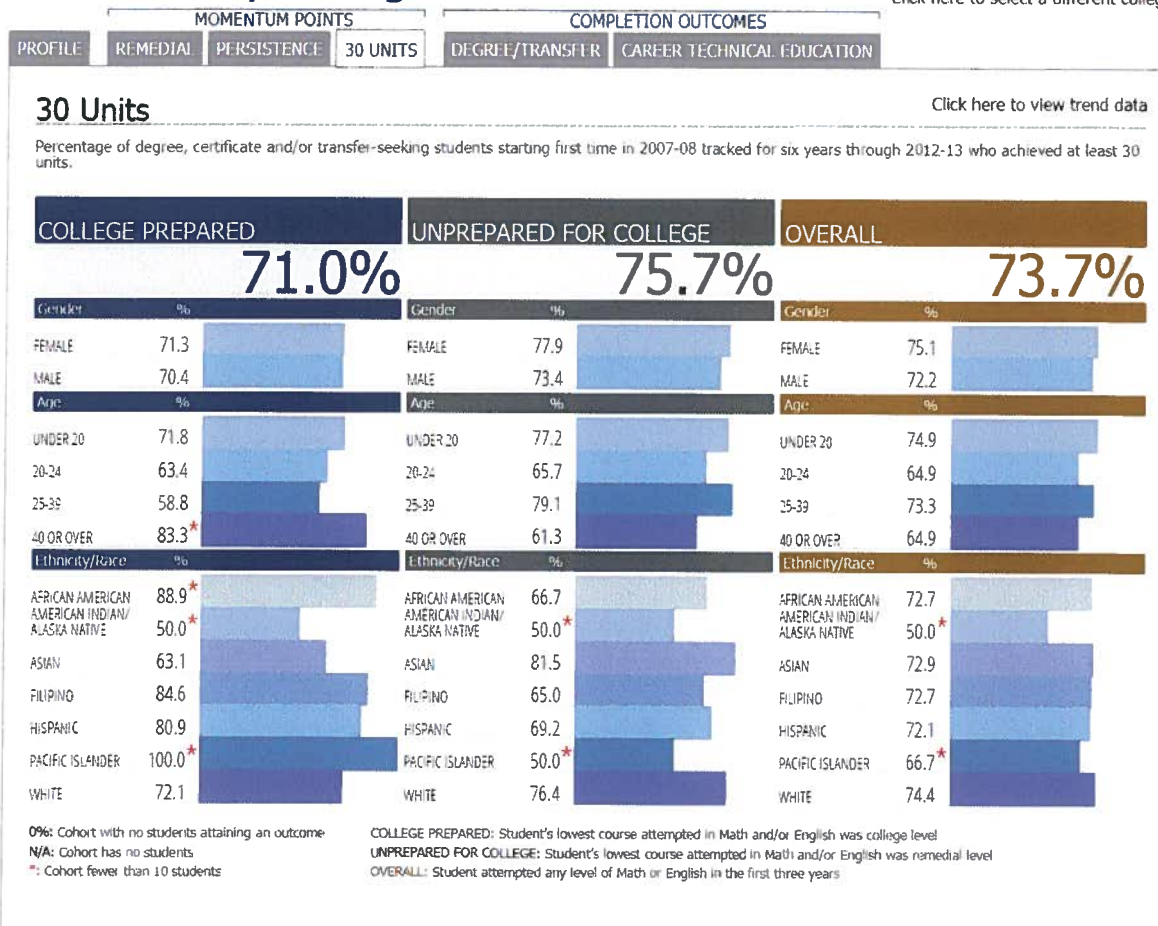 MOMENTUM POINTS
COMPLETION OUTCOMES
PROFILE REMEDIAL PERSISTENCE 30 UNITS DEGREE/TRANSFER CAREER TECHNICAL EDUCATION
30 Units
Click here to view trend data
Percentage of degree, certificate and/or transfer-seeking students starting first time in 2007-08 tracked for six years through 2012-13 who achieved at least 30
units.
COLLEGE PREPARED
71.0%
Gender %
FEMALE 71.3
MALE 70.4
Age %
UNDER 20 71.8
20-24 63.4
25-39 58.8
40 OR OVER 83.3*
Ethnicity/Race %
AFRICAN AMERICAN 88.9*
AMERICAN INDIAN/
ALASKA NATIVE 50.0*
ASIAN 63.1
FILIPINO 84.6
HISPANIC 80.9
PACIFIC ISLANDER 100.0*
WHITE 72.1
UNPREPARED FOR COLLEGE
75.7%
Gender %
FEMALE 77.9
MALE 73.4
Age %
UNDER 20 77.2
20-24 65.7
25-39 79.1
40 OR OVER 61.3
Ethnicity/Race %
AFRICAN AMERICAN 66.7
AMERICAN INDIAN/
ALASKA NATIVE 50.0*
ASIAN 81.5
FILIPINO 65.0
HISPANIC 69.2
PACIFIC ISLANDER 50.0*
WHITE 76.4
OVERALL
73.7%
Gender %
FEMALE 75.1
MALE 72.2
Age %
UNDER 20 74.9
20-24 64.9
25-39 73.3
40 OR OVER 64.9
Ethnicity/Race %
AFRICAN AMERICAN 72.7
AMERICAN INDIAN/
ALASKA NATIVE 50.0*
ASIAN 72.9
FILIPINO 72.7
HISPANIC 72.1
PACIFIC ISLANDER 66.7*
WHITE 74.4
0%: Cohort with no students attaining an outcome
N/A: Cohort has no students
*: Cohort fewer than 10 students
COLLEGE PREPARED: Student's lowest course attempted in Math and/or English was college level
UNPREPARED FOR COLLEGE: Student's lowest course attempted in Math and/or English was remedial level
OVERALL: Student attempted any level of Math or English in the first three years